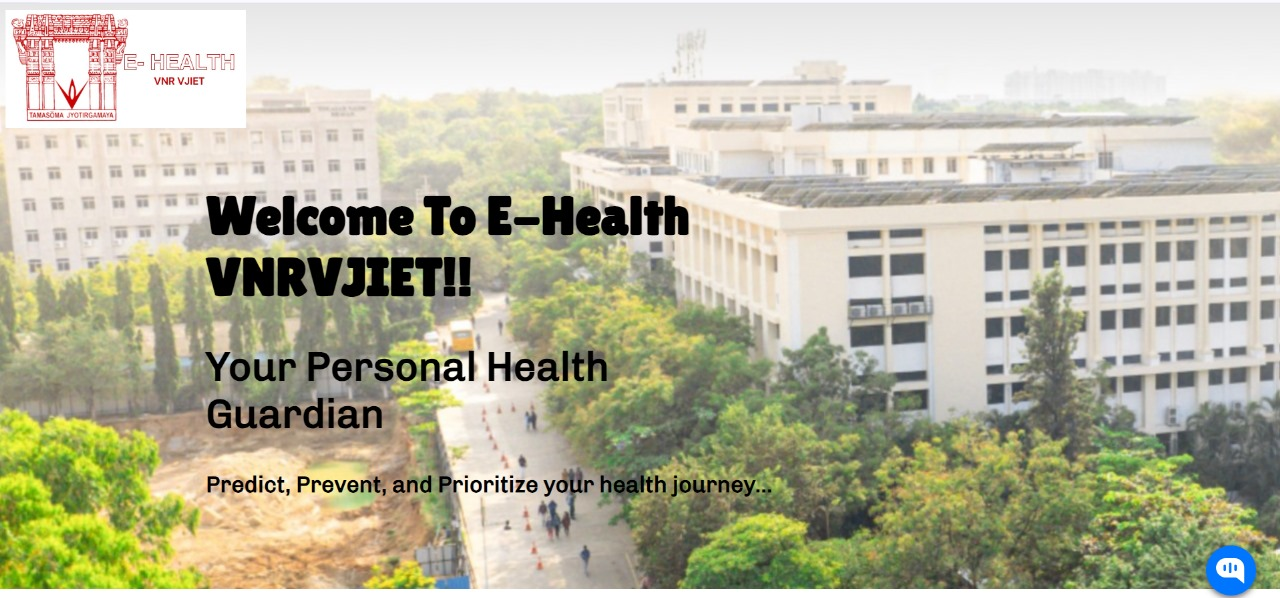 E- HEALTH
VNR VJIET
TAMASOMA JYOTIRGAMAYA
Welcome To E-Health
VNRVJIET!!
Your Personal Health
Guardian
Predict, Prevent, and Prioritize your health journey...